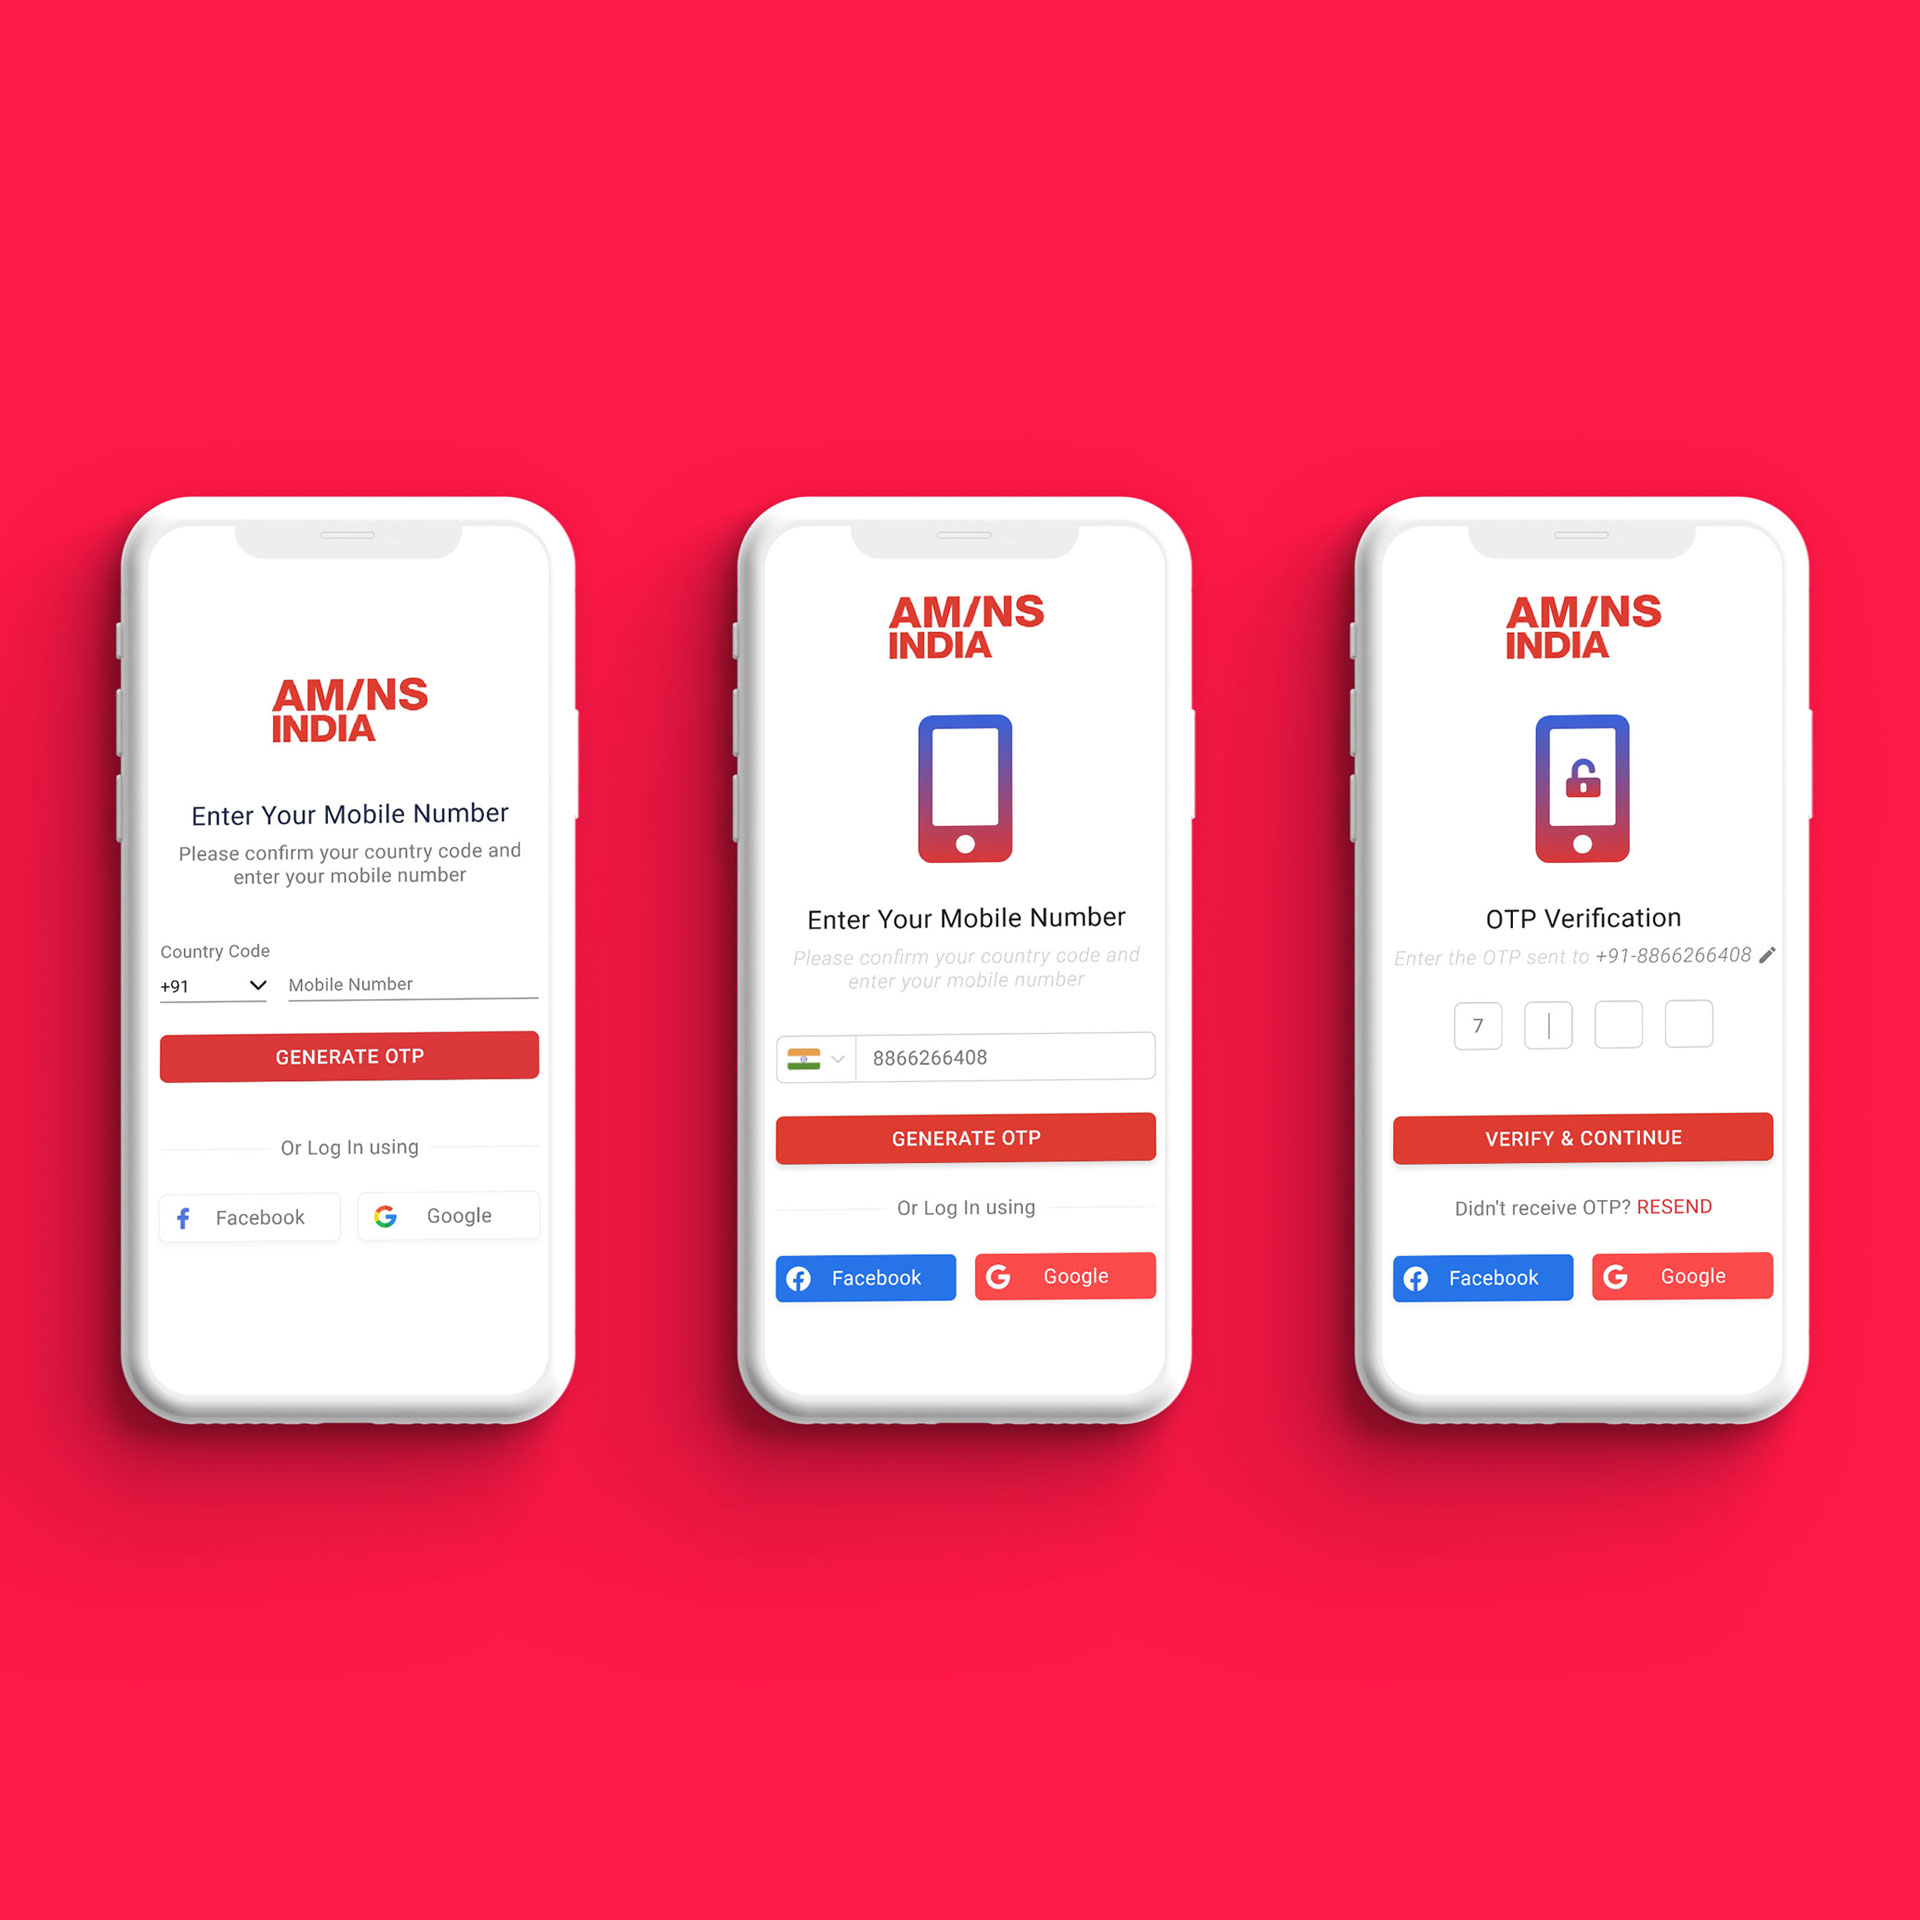 AM/NS
INDIA
Enter Your Mobile Number
Please confirm your country code and
enter your mobile number
Country Code
+91
Mobile Number
GENERATE OTP
Or Log In using
Facebook
Google
AM/NS
INDIA
Enter Your Mobile Number
Please confirm your country code and
enter your mobile number
8866266408
GENERATE OTP
Or Log In using
Facebook
Google
AM/NS
INDIA
OTP Verification
Enter the OTP sent to +91-8866266408
7
VERIFY & CONTINUE
Didn't receive OTP? RESEND
Facebook
Google